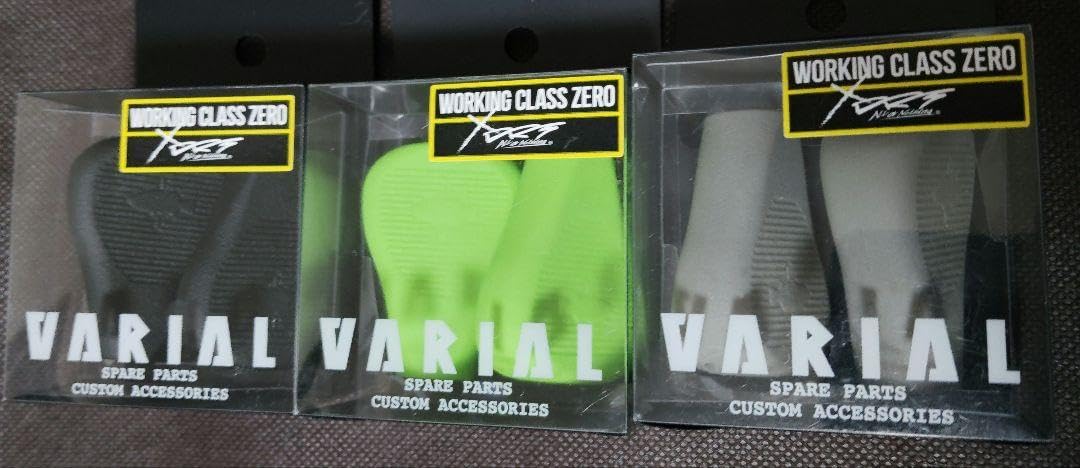 WORKING CLASS ZERO
VARIAL
SPARE PARTS
CUSTOM ACCESSORIES
WORKING CLASS ZERO
VARIAL
SPARE PARTS
CUSTOM ACCESSORIES
WORKING CLASS ZERO
VARIAL
SPARE PARTS
CUSTOM ACCESSORIES